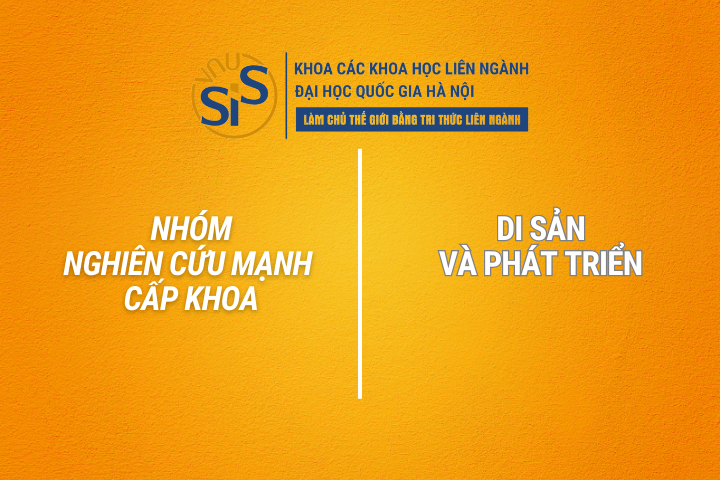 VNU
SIS
KHOA CÁC KHOA HỌC LIÊN NGÀNH
ĐẠI HỌC QUỐC GIA HÀ NỘI
LÀM CHỦ THẾ GIỚI BẰNG TRI THỨC LIÊN NGÀNH
NHÓM
NGHIÊN CỨU MẠNH
CẤP KHOA
DI SẢN
VÀ PHÁT TRIỂN